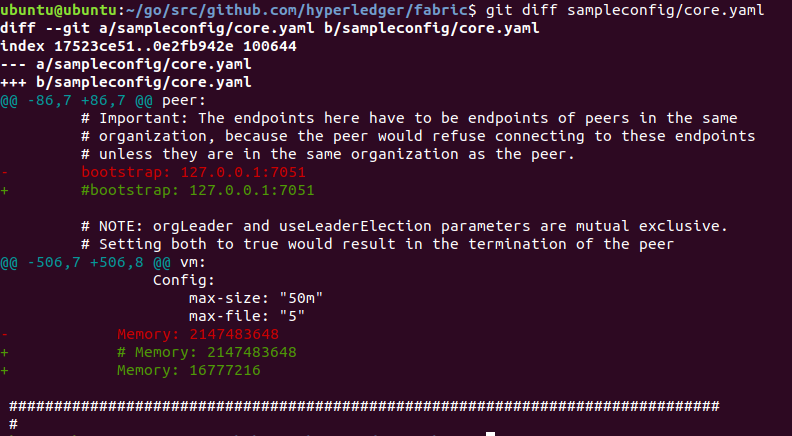 ubuntu@ubuntu:~/go/src/github.com/hyperledger/fabric$ git diff sampleconfig/core.yaml
diff --git a/sampleconfig/core.yaml b/sampleconfig/core.yaml
index 17523ce51..0e2fb942e 100644
--- a/sampleconfig/core.yaml
+++ b/sampleconfig/core.yaml
@@ -86,7 +86,7 @@ peer:
         # Important: The endpoints here have to be endpoints of peers in the same
         # organization, because the peer would refuse connecting to these endpoints
         # unless they are in the same organization as the peer.
-        bootstrap: 127.0.0.1:7051
+        #bootstrap: 127.0.0.1:7051
         # NOTE: orgLeader and useLeaderElection parameters are mutual exclusive.
         # Setting both to true would result in the termination of the peer
@@ -506,7 +506,8 @@ vm:
                 Config:
                     max-size: "50m"
                     max-file: "5"
-            Memory: 2147483648
+            # Memory: 2147483648
+            Memory: 16777216
 ###############################################################################
 #